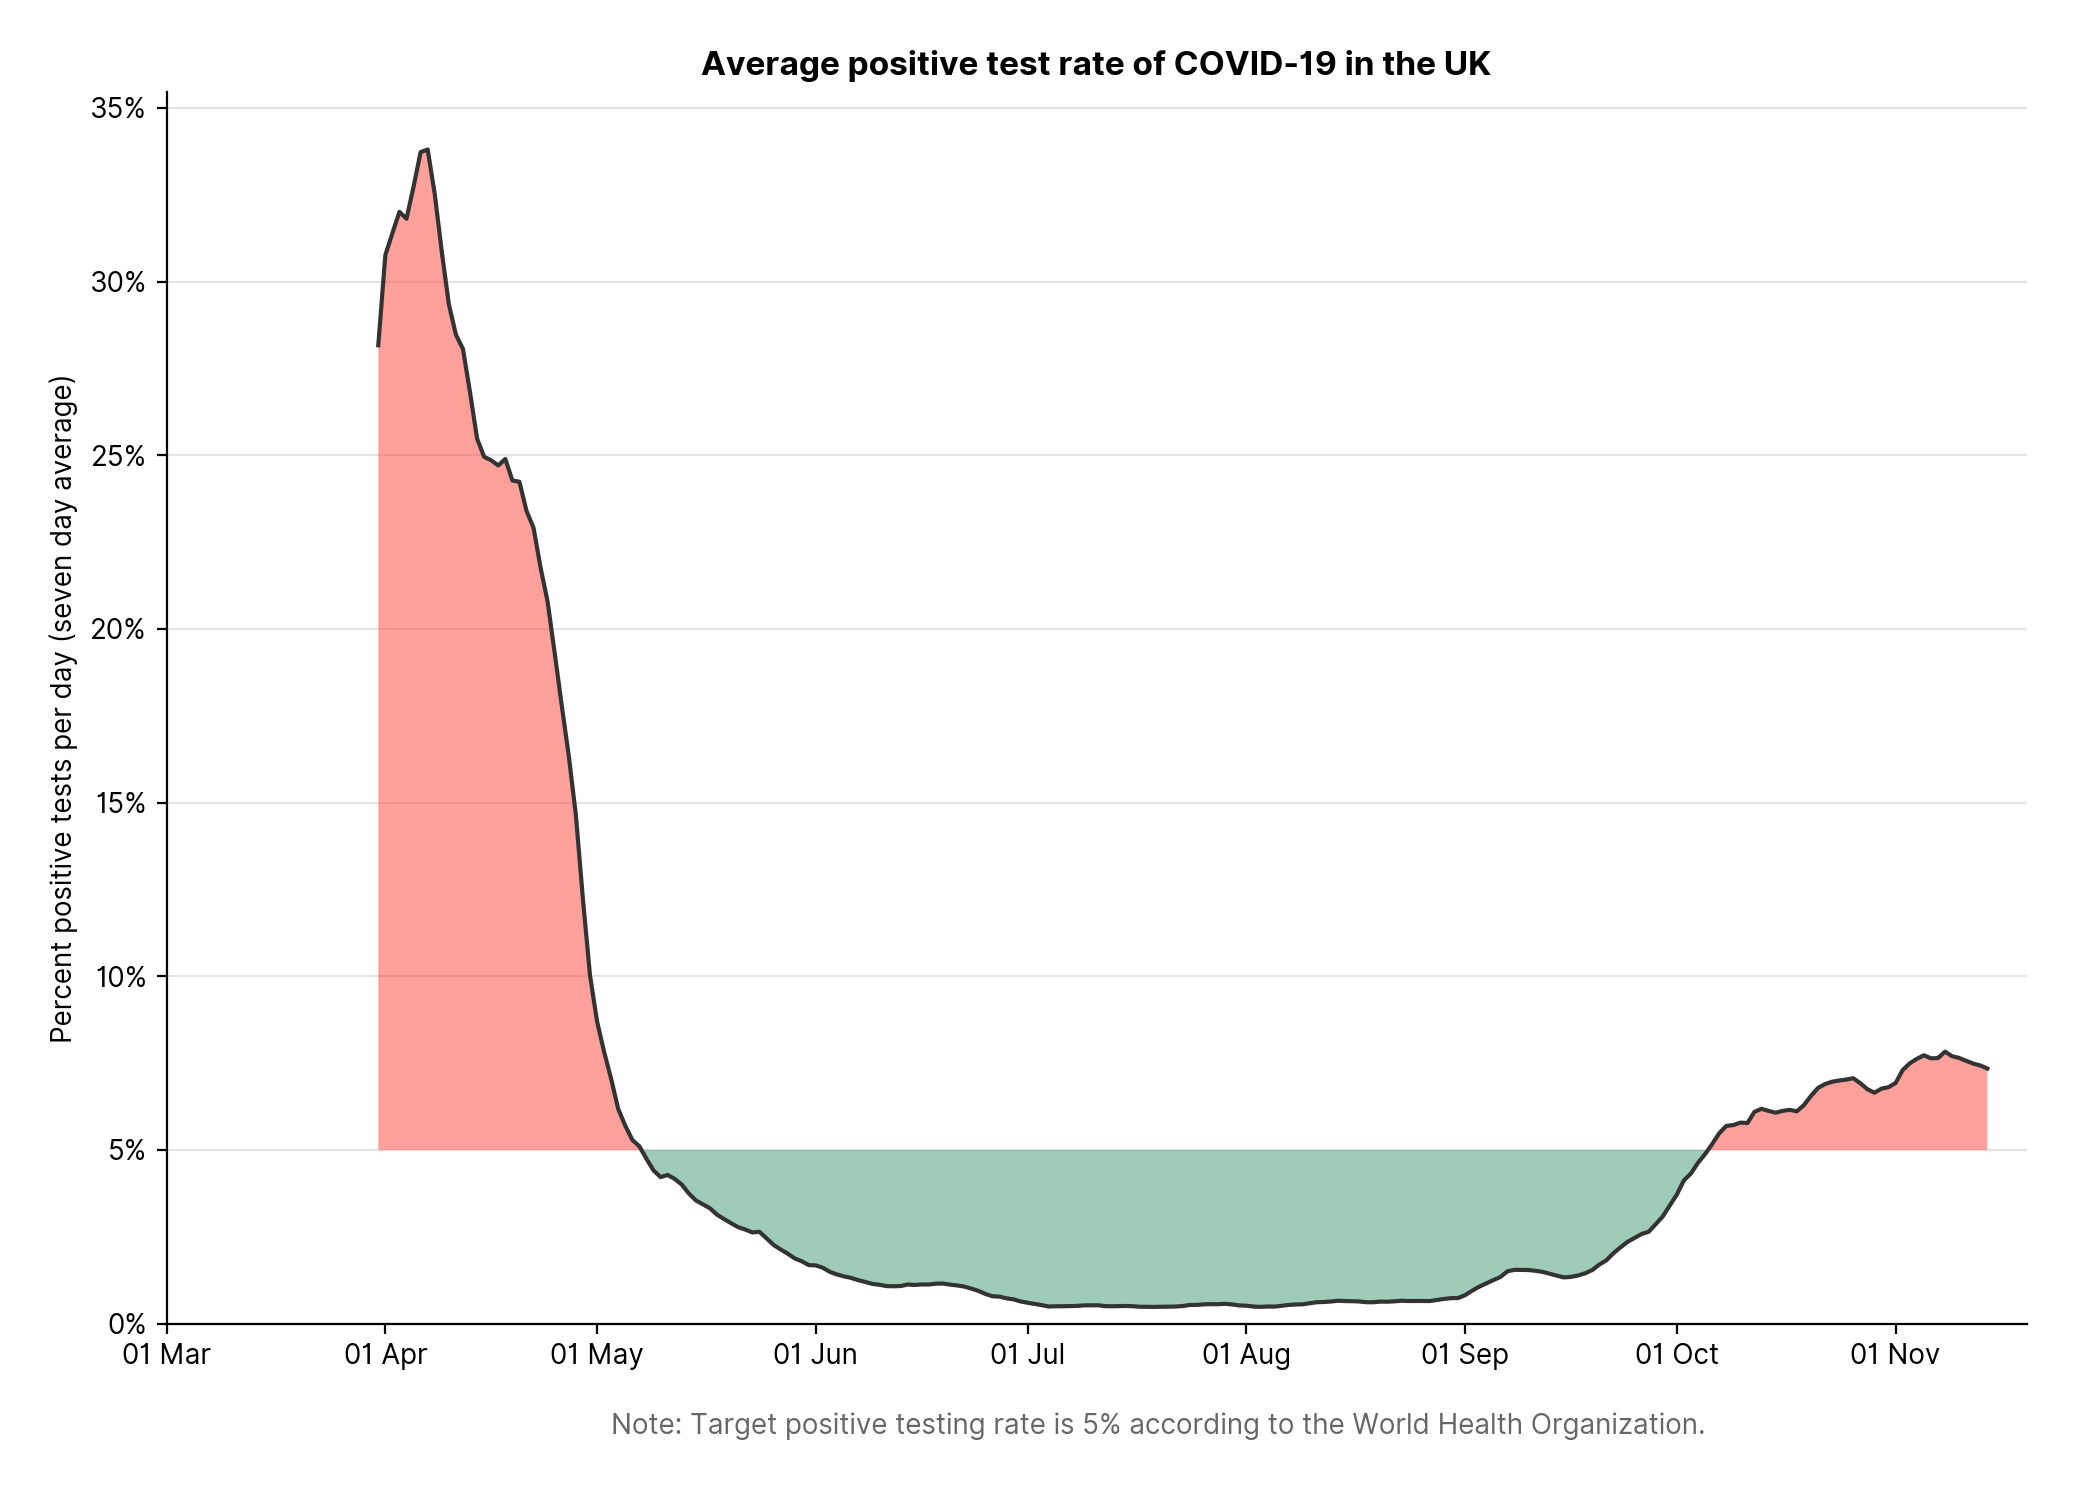 Average positive test rate of COVID-19 in the UK
Percent positive tests per day (seven day average)
35%
30%
25%
20%
15%
10%
5%
0%
01 Mar
01 Apr
01 May
01 Jun
01 Jul
01 Aug
01 Sep
01 Oct
01 Nov
Note: Target positive testing rate is 5% according to the World Health Organization.